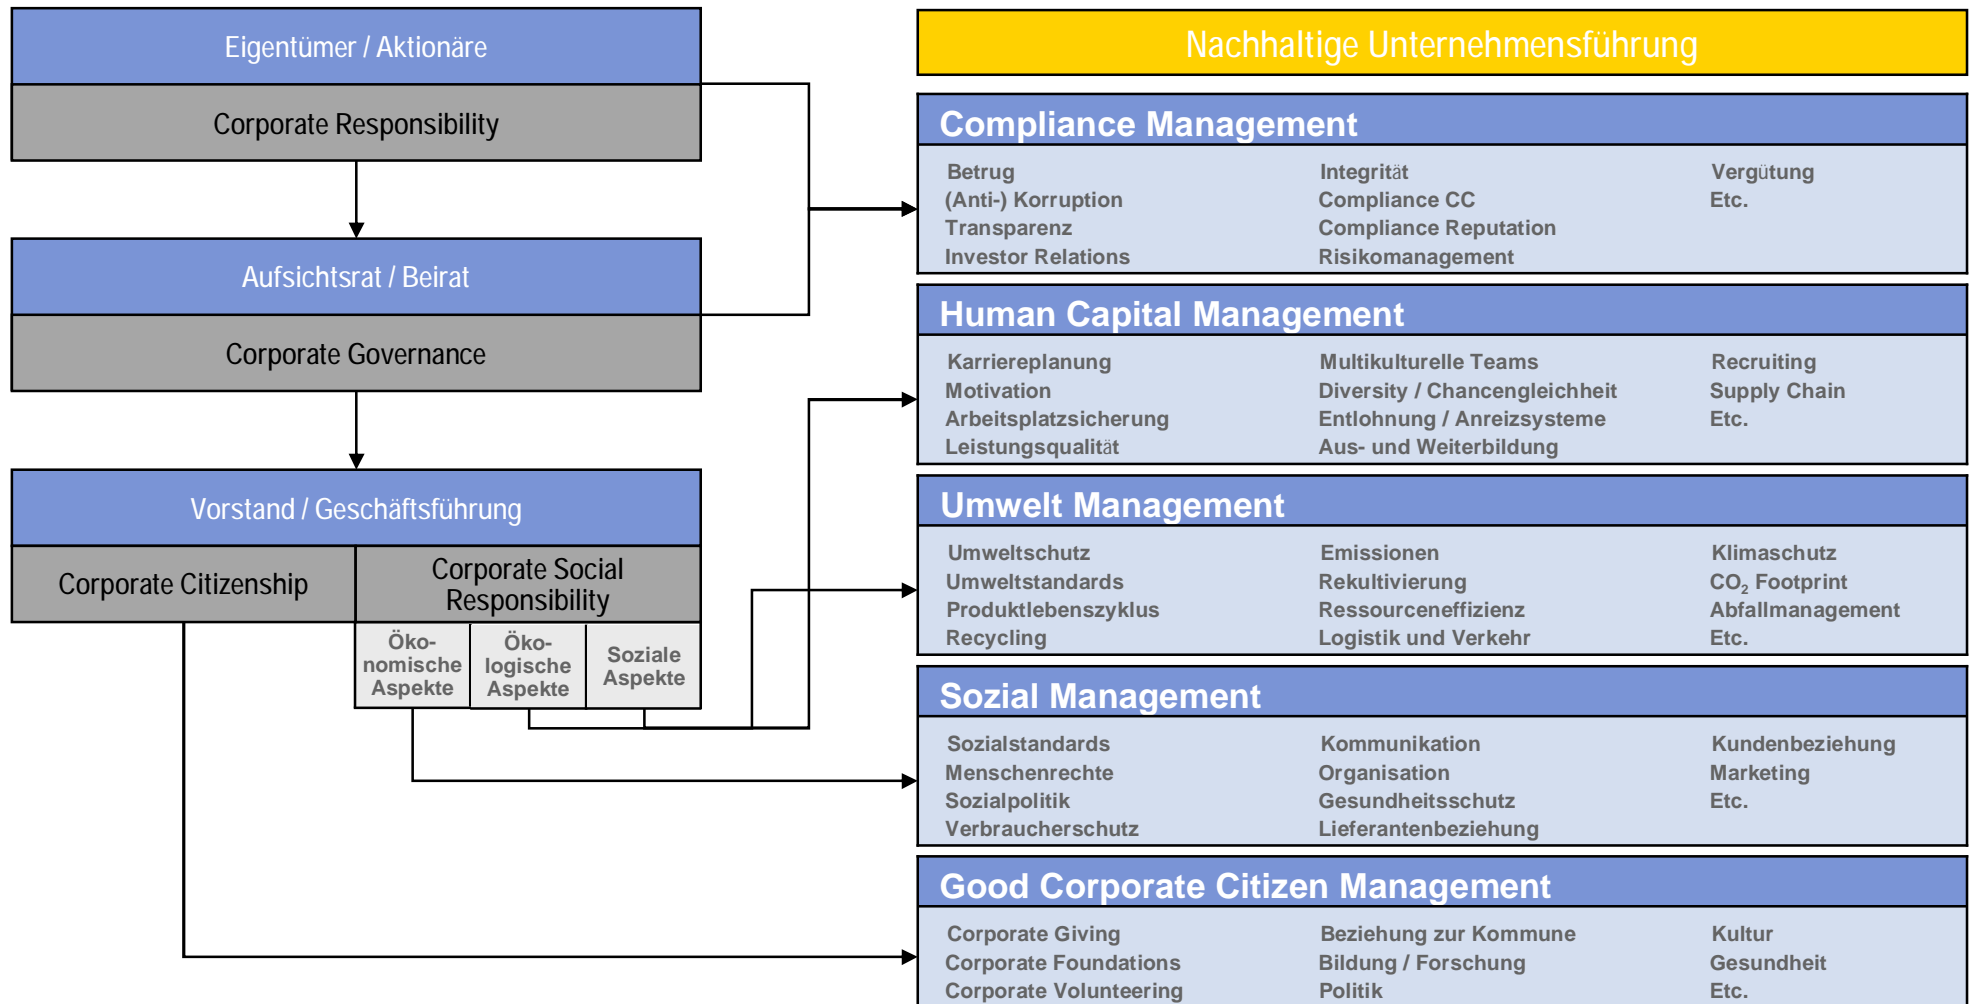 Eigentümer / Aktionäre
Corporate Responsibility
Aufsichtsrat / Beirat
Corporate Governance
Vorstand / Geschäftsführung
Corporate Citizenship
Corporate Social
Responsibility
Öko-
nomische
Aspekte
Öko-
logische
Aspekte
Soziale
Aspekte
Nachhaltige Unternehmensführung
Compliance Management
Betrug
(Anti-) Korruption
Transparenz
Investor Relations
Integrität
Compliance CC
Compliance Reputation
Risikomanagement
Vergütung
Etc.
Human Capital Management
Karriereplanung
Motivation
Arbeitsplatzsicherung
Leistungsqualität
Multikulturelle Teams
Diversity / Chancengleichheit
Entlohnung / Anreizsysteme
Aus- und Weiterbildung
Recruiting
Supply Chain
Etc.
Umwelt Management
Umweltschutz
Umweltstandards
Produktlebenszyklus
Recycling
Emissionen
Rekultivierung
Ressourceneffizienz
Logistik und Verkehr
Klimaschutz
CO₂ Footprint
Abfallmanagement
Etc.
Sozial Management
Sozialstandards
Menschenrechte
Sozialpolitik
Verbraucherschutz
Kommunikation
Organisation
Gesundheitsschutz
Lieferantenbeziehung
Kundenbeziehung
Marketing
Etc.
Good Corporate Citizen Management
Corporate Giving
Corporate Foundations
Corporate Volunteering
Beziehung zur Kommune
Bildung / Forschung
Politik
Kultur
Gesundheit
Etc.